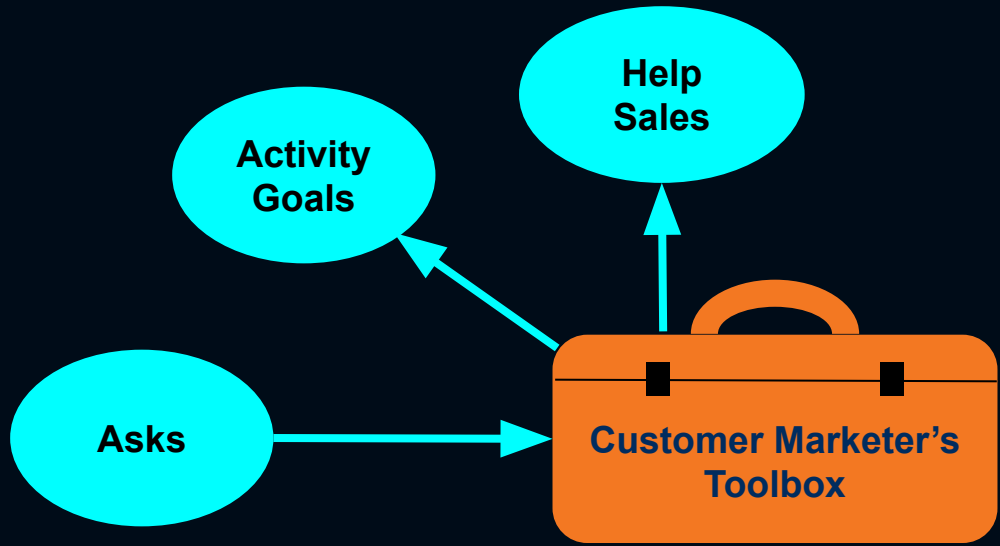 Help
Sales
Activity
Goals
Asks
Customer Marketer’s
Toolbox